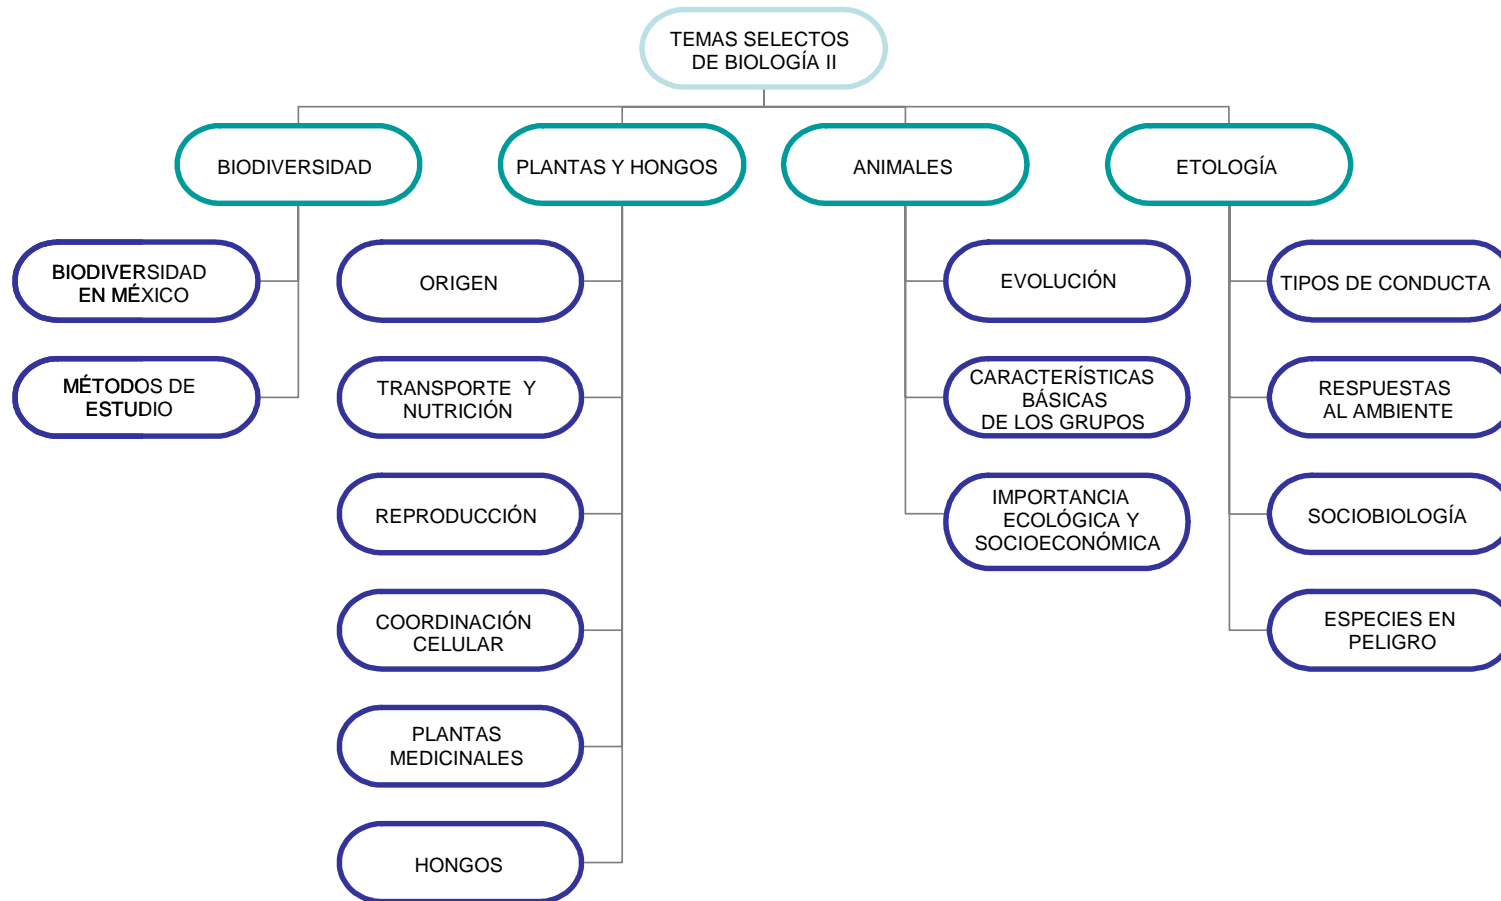 TEMAS SELECTOS
DE BIOLOGÍA II
BIODIVERSIDAD
PLANTAS Y HONGOS
ANIMALES
ETOLOGÍA
BIODIVERSIDAD
EN MÉXICO
MÉTODOS DE
ESTUDIO
ORIGEN
TRANSPORTE Y
NUTRICIÓN
REPRODUCCIÓN
COORDINACIÓN
CELULAR
PLANTAS
MEDICINALES
HONGOS
EVOLUCIÓN
CARACTERÍSTICAS
BÁSICAS
DE LOS GRUPOS
IMPORTANCIA
ECOLÓGICA Y
SOCIOECONÓMICA
TIPOS DE CONDUCTA
RESPUESTAS
AL AMBIENTE
SOCIOBIOLOGÍA
ESPECIES EN
PELIGRO